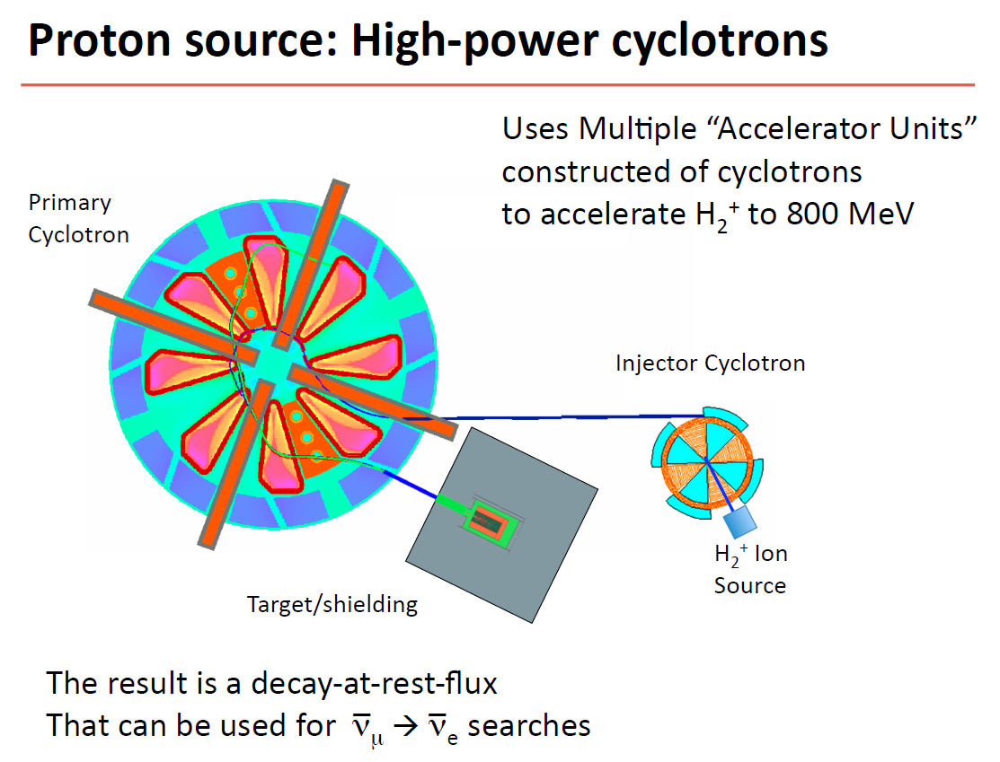 Proton source: High-power cyclotrons
Uses Multiple “Accelerator Units”
constructed of cyclotrons
to accelerate H₂⁺ to 800 MeV
Primary
Cyclotron
Injector Cyclotron
H₂⁺ Ion
Source
Target/shielding
The result is a decay-at-rest-flux
That can be used for ν̅μ → ν̅e searches